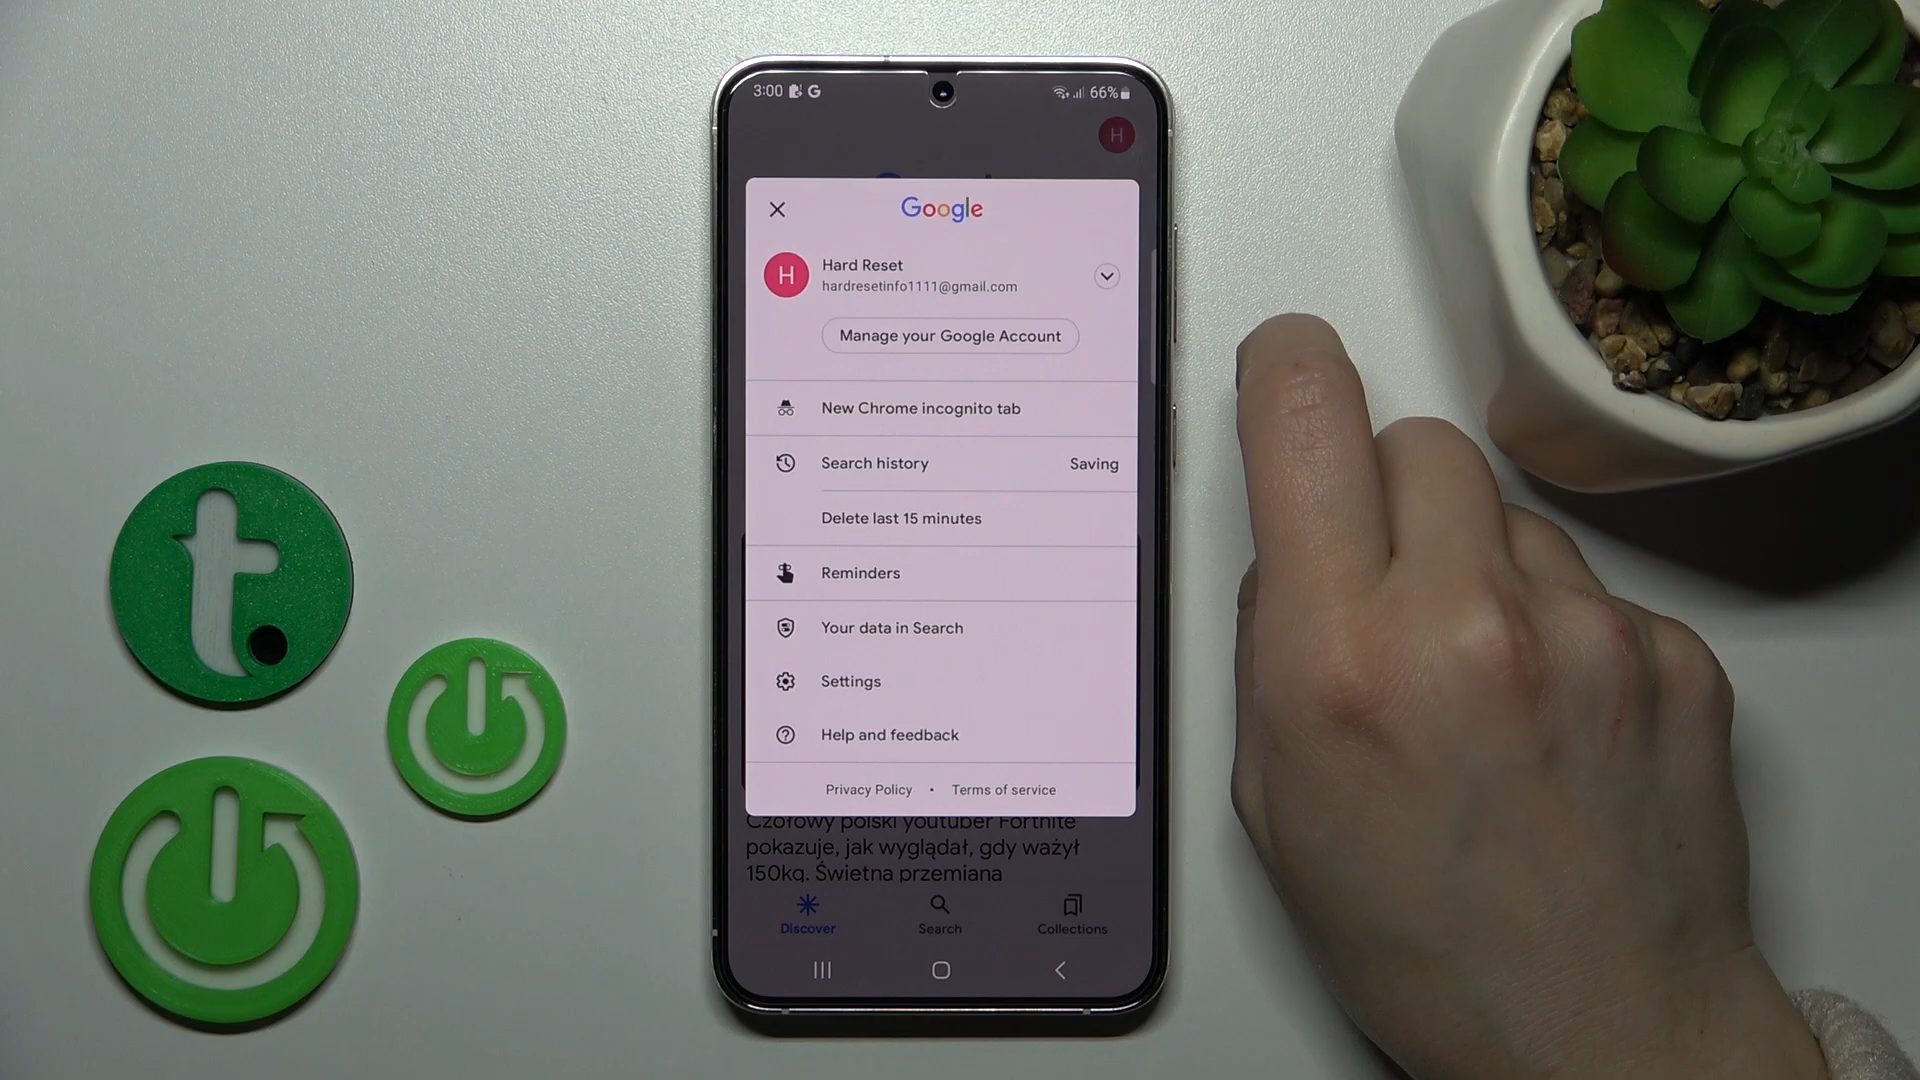 3:00 G 66%
H
Google
H
Hard Reset
hardresetinfo1111@gmail.com
Manage your Google Account
New Chrome incognito tab
Search history Saving
Delete last 15 minutes
Reminders
Your data in Search
Settings
Help and feedback
Privacy Policy • Terms of service
Czołowy polski youtuber Fortnite
pokazuje, jak wyglądał, gdy ważył
150kg. Świetna przemiana
Discover Search Collections
t.